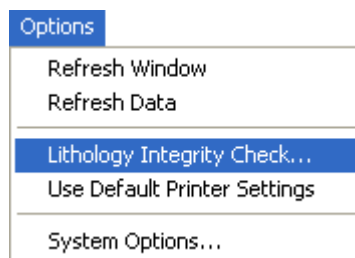 Options
Refresh Window
Refresh Data
Lithology Integrity Check...
Use Default Printer Settings
System Options...